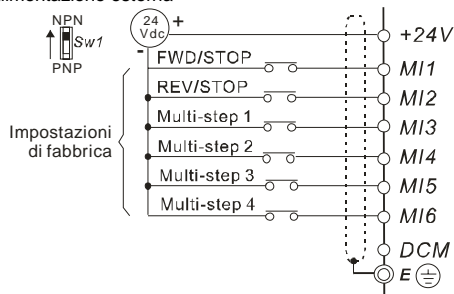 NPN
Sw1
PNP
24
Vdc
+
-
+24V
FWD/STOP
MI1
REV/STOP
MI2
Multi-step 1
MI3
Impostazioni
di fabbrica
Multi-step 2
MI4
Multi-step 3
MI5
Multi-step 4
MI6
DCM
E